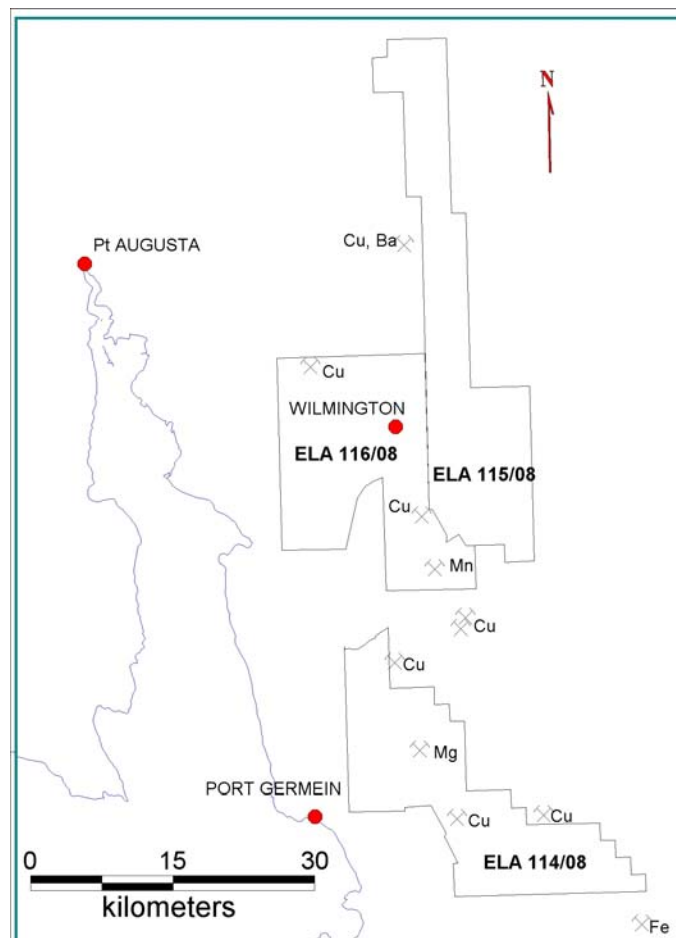 N
Cu, Ba
Pt AUGUSTA
Cu
WILMINGTON
ELA 116/08
ELA 115/08
Cu
Mn
Cu
Cu
Mg
PORT GERMEIN
Cu
Cu
0 15 30
ELA 114/08
kilometers
Fe